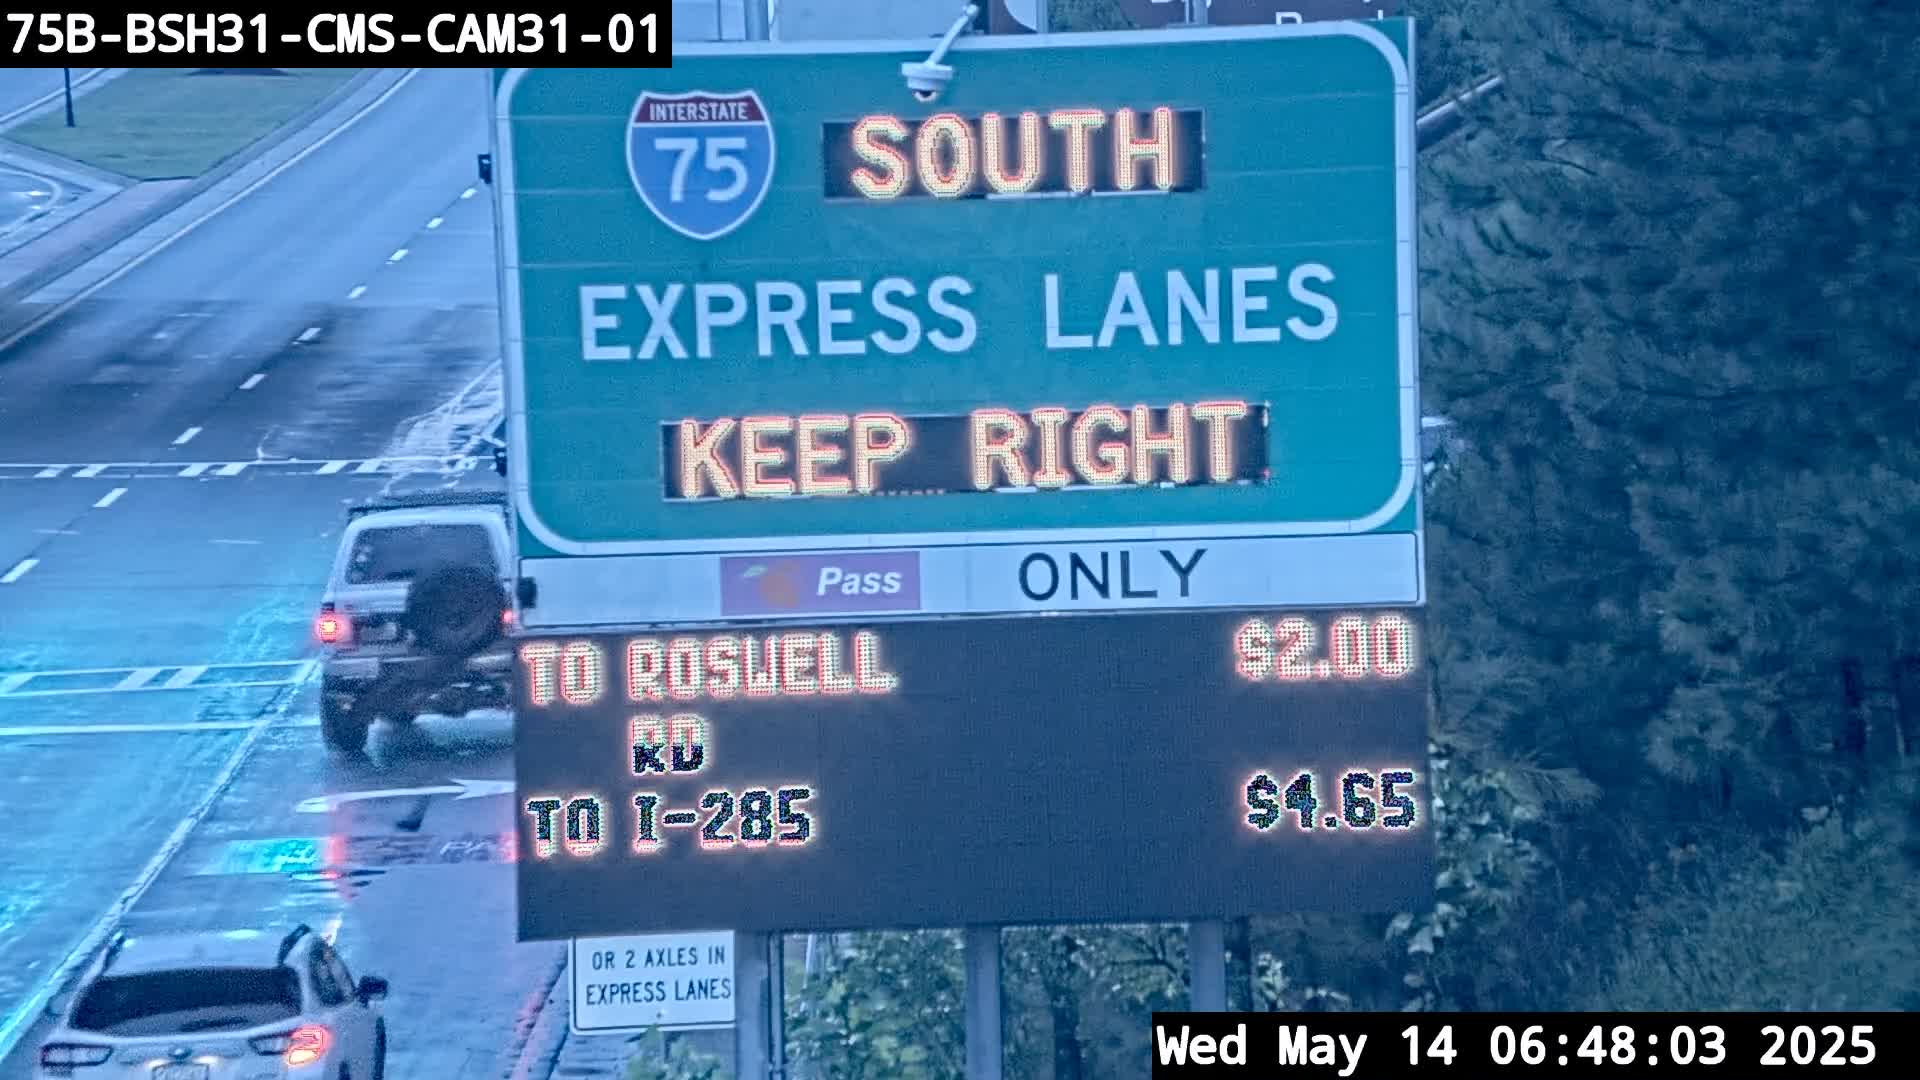 75B-BSH31-CMS-CAM31-01
INTERSTATE
75
SOUTH
EXPRESS LANES
KEEP RIGHT
Pass ONLY
TO ROSWELL $2.00
RD
TO I-285 $4.65
OR 2 AXLES IN
EXPRESS LANES
Wed May 14 06:48:03 2025